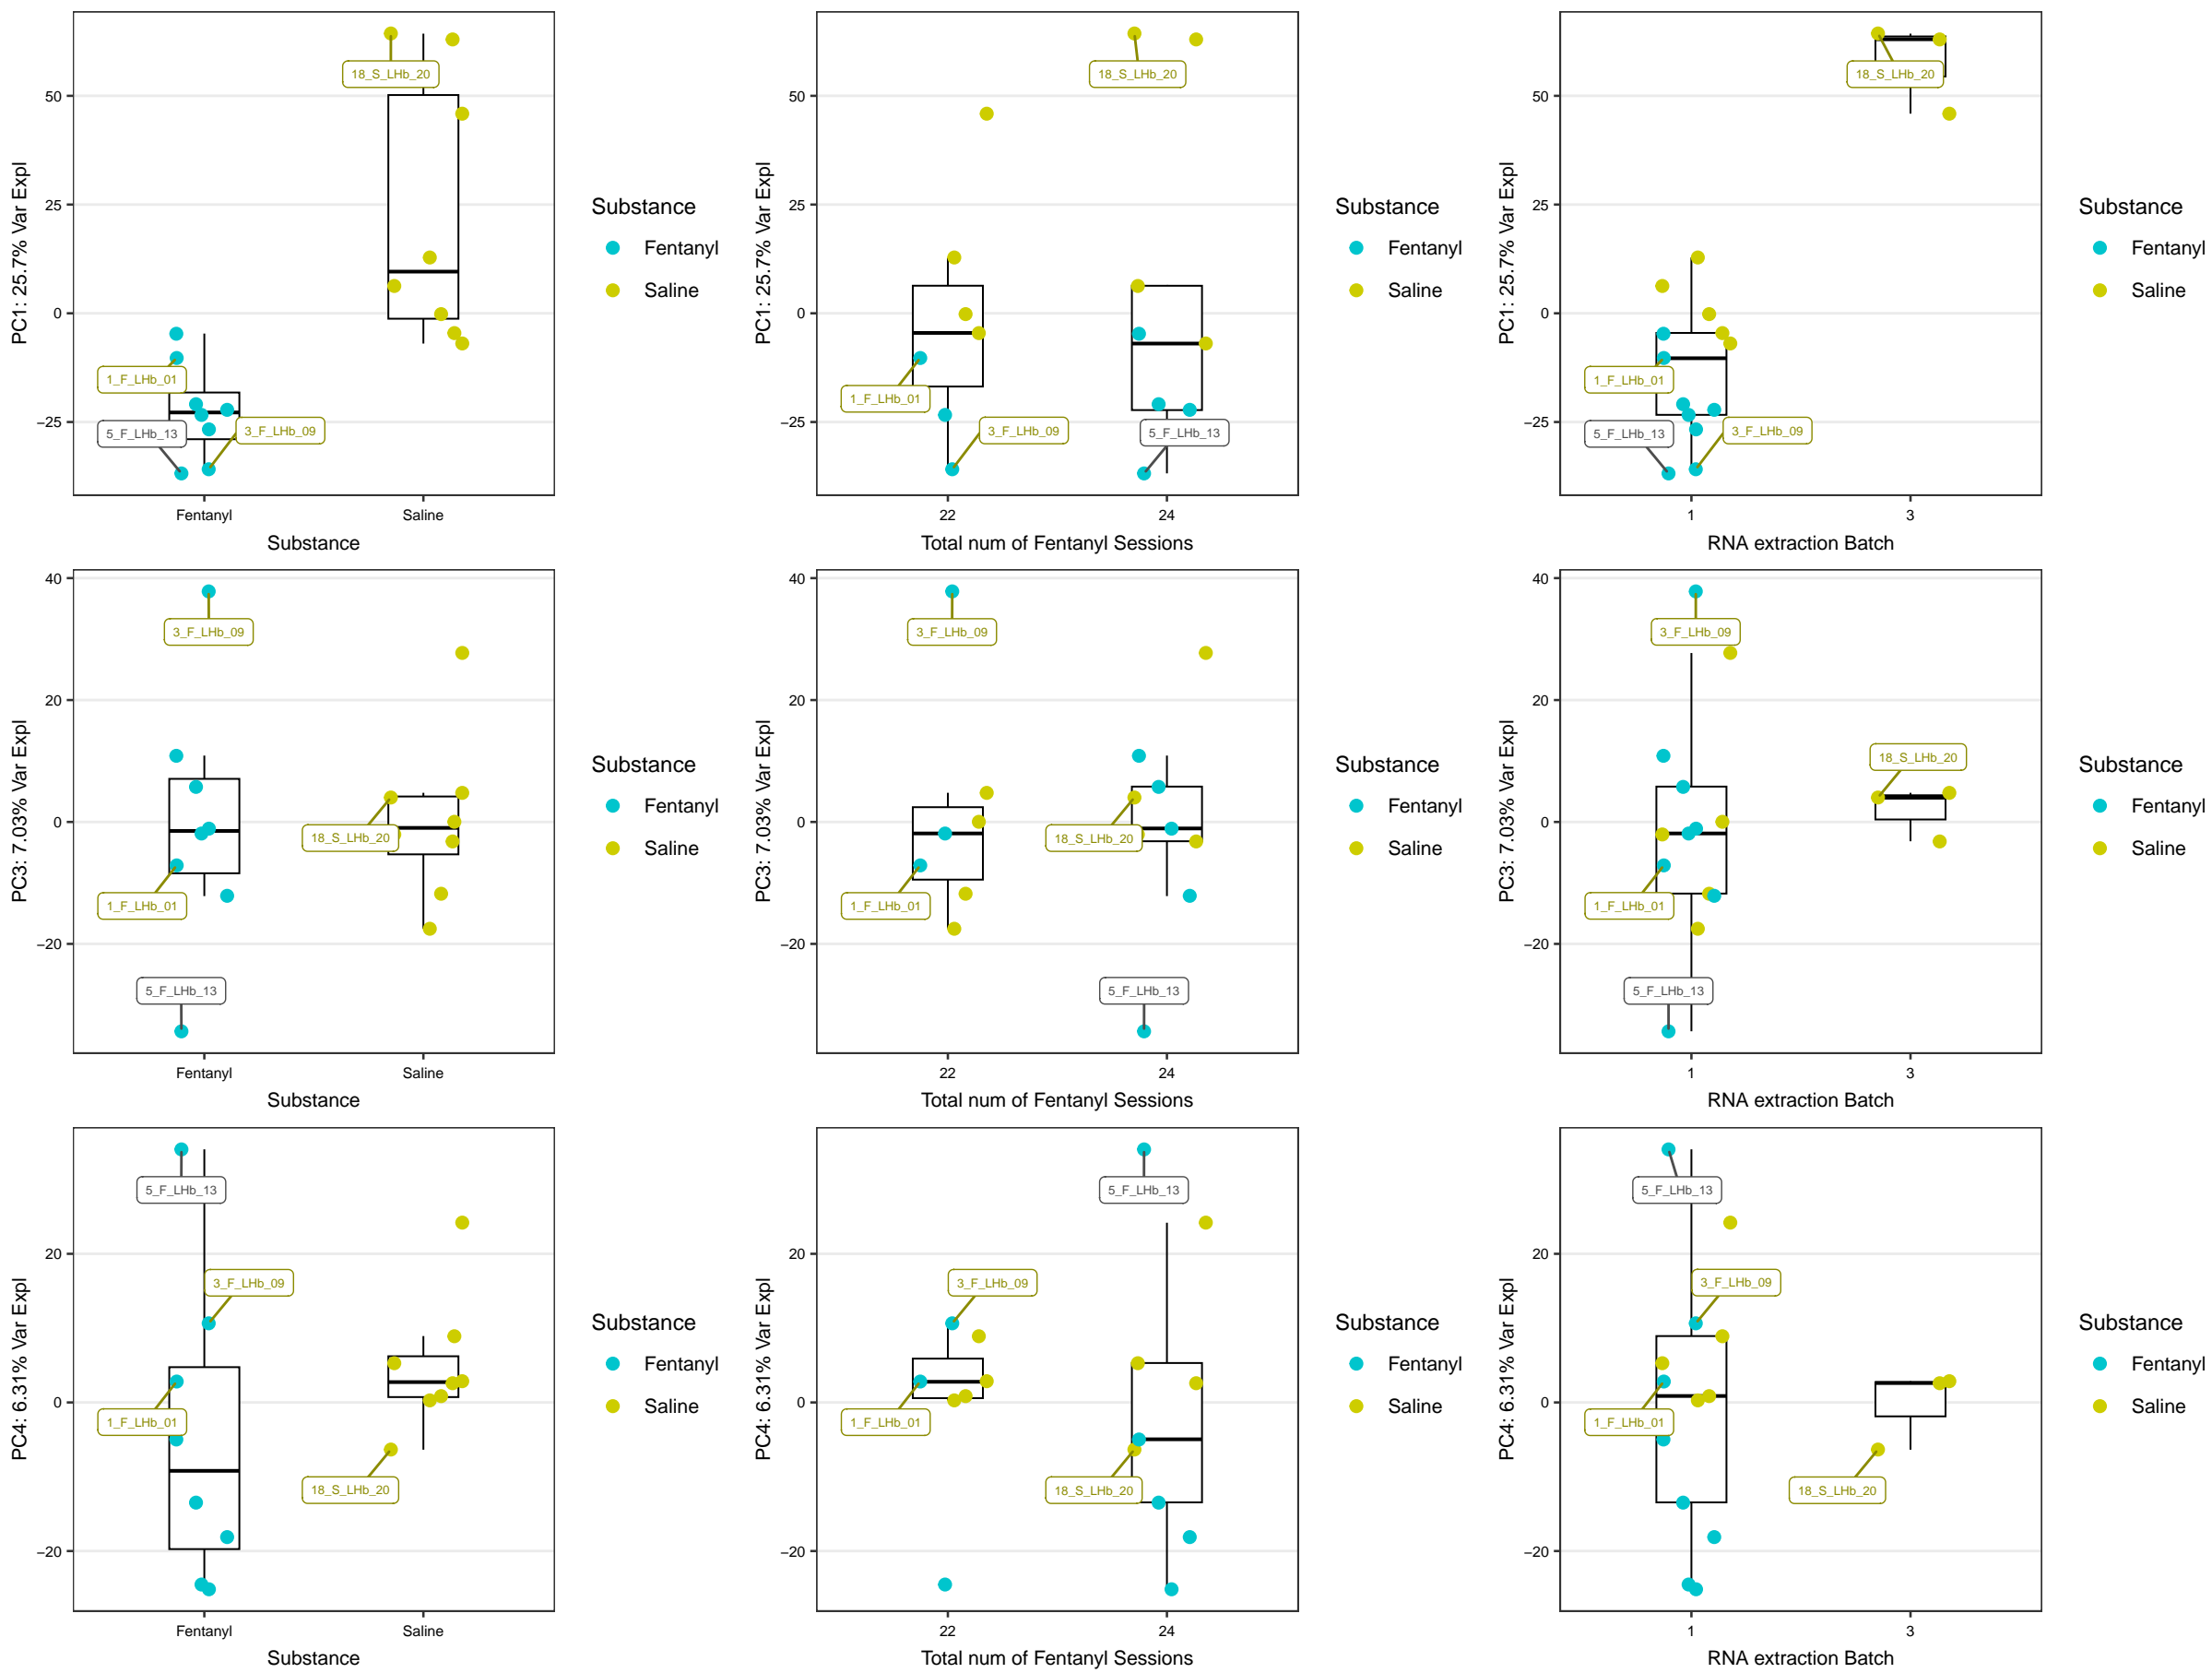 PC1: 25.7% Var Expl
50
25
0
−25
18_S_LHb_20
1_F_LHb_01
5_F_LHb_13
3_F_LHb_09
Fentanyl
Saline
Substance
Substance
Fentanyl
Saline
PC1: 25.7% Var Expl
50
25
0
−25
18_S_LHb_20
1_F_LHb_01
3_F_LHb_09
5_F_LHb_13
22
24
Total num of Fentanyl Sessions
Substance
Fentanyl
Saline
PC1: 25.7% Var Expl
50
25
0
−25
18_S_LHb_20
1_F_LHb_01
5_F_LHb_13
3_F_LHb_09
1
3
RNA extraction Batch
Substance
Fentanyl
Saline
PC3: 7.03% Var Expl
40
20
0
−20
3_F_LHb_09
18_S_LHb_20
1_F_LHb_01
5_F_LHb_13
Fentanyl
Saline
Substance
Substance
Fentanyl
Saline
PC3: 7.03% Var Expl
40
20
0
−20
3_F_LHb_09
18_S_LHb_20
1_F_LHb_01
5_F_LHb_13
22
24
Total num of Fentanyl Sessions
Substance
Fentanyl
Saline
PC3: 7.03% Var Expl
40
20
0
−20
3_F_LHb_09
18_S_LHb_20
1_F_LHb_01
5_F_LHb_13
1
3
RNA extraction Batch
Substance
Fentanyl
Saline
PC4: 6.31% Var Expl
20
0
−20
5_F_LHb_13
3_F_LHb_09
1_F_LHb_01
18_S_LHb_20
Fentanyl
Saline
Substance
Substance
Fentanyl
Saline
PC4: 6.31% Var Expl
20
0
−20
5_F_LHb_13
3_F_LHb_09
1_F_LHb_01
18_S_LHb_20
22
24
Total num of Fentanyl Sessions
Substance
Fentanyl
Saline
PC4: 6.31% Var Expl
20
0
−20
5_F_LHb_13
3_F_LHb_09
1_F_LHb_01
18_S_LHb_20
1
3
RNA extraction Batch
Substance
Fentanyl
Saline